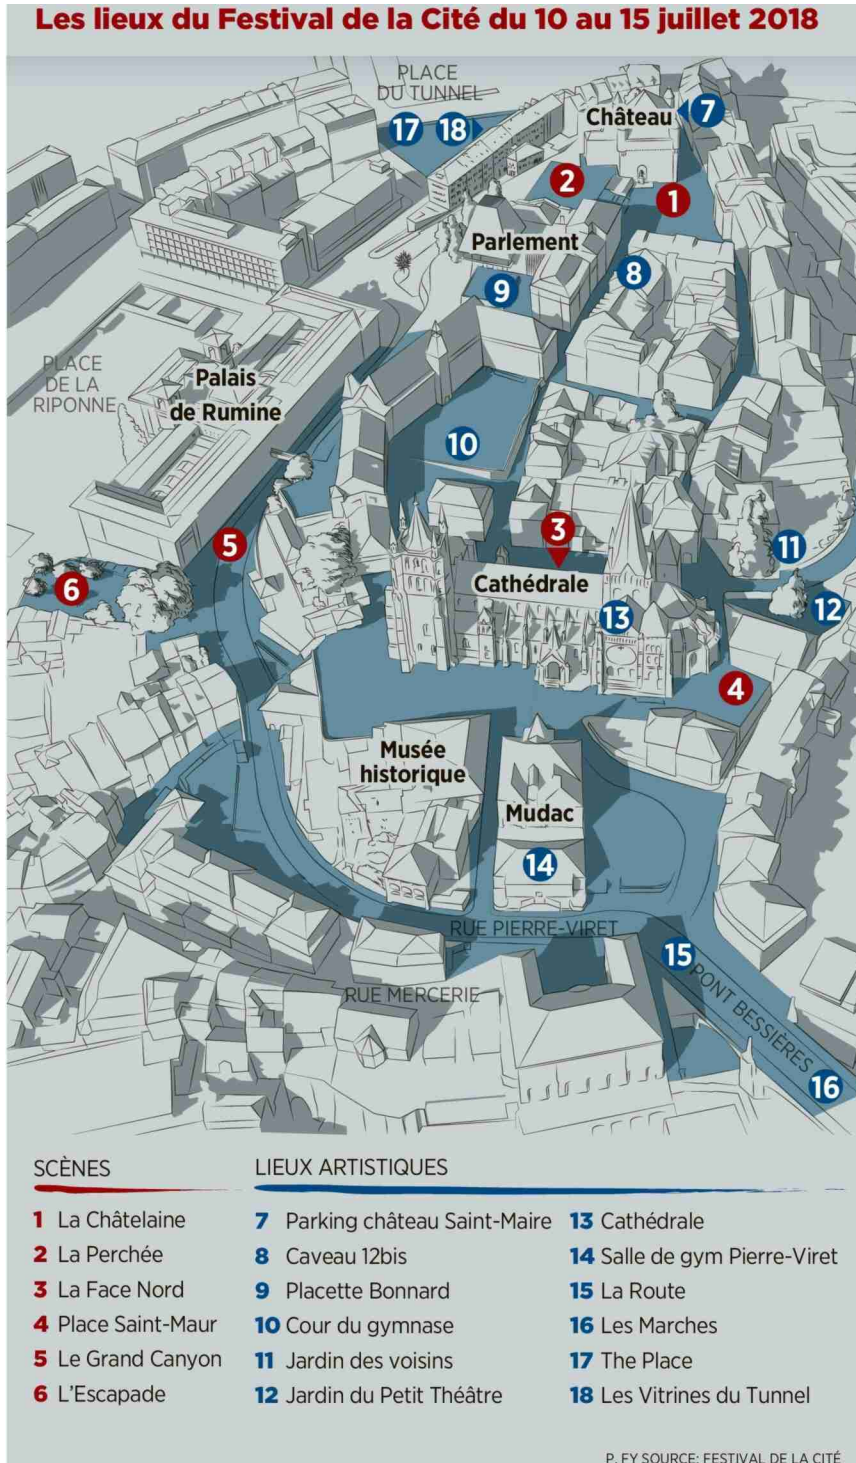 Les lieux du Festival de la Cité du 10 au 15 juillet 2018
PLACE
DU TUNNEL
17 18
Château
7
2
1
Parlement
8
9
PLACE
DE LA
RIPONNE
Palais
de Rumine
10
5
3
11
6
Cathédrale
12
13
4
Musée
historique
Mudac
14
RUE PIERRE-VIRET
15
PONT BESSIÈRES
RUE MERCERIE
16
SCÈNES
1 La Châtelaine
2 La Perchée
3 La Face Nord
4 Place Saint-Maur
5 Le Grand Canyon
6 L'Escapade
LIEUX ARTISTIQUES
7 Parking château Saint-Maire
8 Caveau 12bis
9 Placette Bonnard
10 Cour du gymnase
11 Jardin des voisins
12 Jardin du Petit Théâtre
13 Cathédrale
14 Salle de gym Pierre-Viret
15 La Route
16 Les Marches
17 The Place
18 Les Vitrines du Tunnel
P. FY SOURCE: FESTIVAL DE LA CITÉ